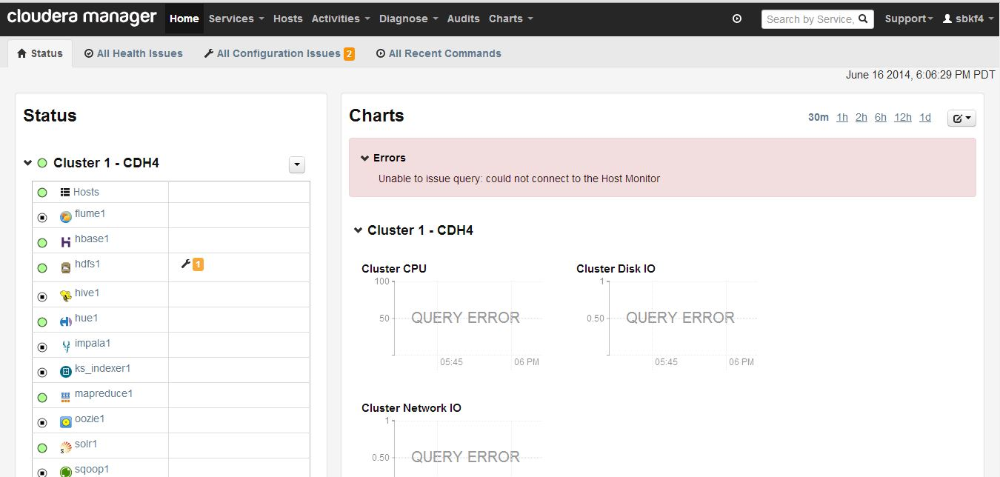 cloudera manager Home Services Hosts Activities Diagnose Audits Charts Search by Service, Support sbkf4
Status All Health Issues All Configuration Issues 2 All Recent Commands
June 16 2014, 6:06:29 PM PDT
Status
Cluster 1 - CDH4
Hosts
flume1
hbase1
hdfs1 1
hive1
hue1
impala1
ks_indexer1
mapreduce1
oozie1
solr1
sqoop1
Charts
30m 1h 2h 6h 12h 1d
Errors
Unable to issue query: could not connect to the Host Monitor
Cluster 1 - CDH4
Cluster CPU
100
50
QUERY ERROR
05:45 06 PM
Cluster Disk IO
1
0.50
QUERY ERROR
05:45 06 PM
Cluster Network IO
1
0.50
QUERY ERROR